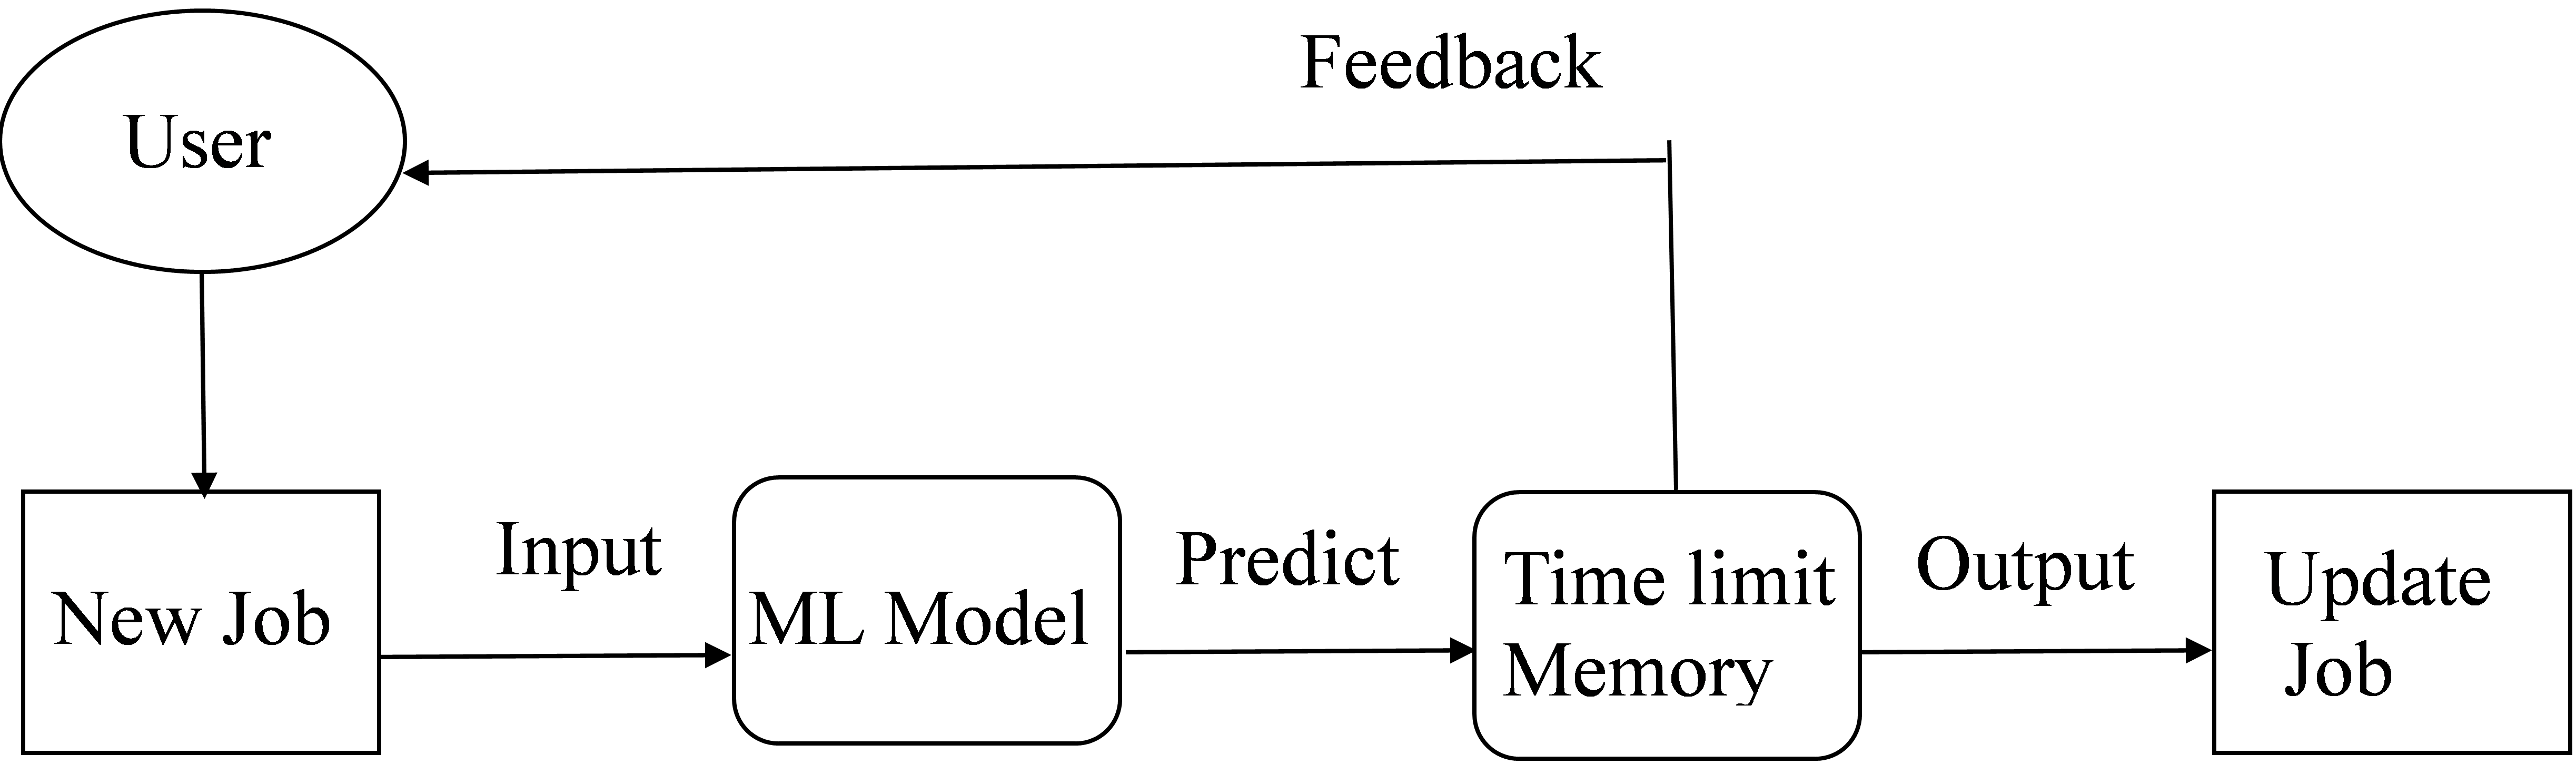 Feedback
User
New Job
Input
ML Model
Predict
Time limit
Memory
Output
Update
Job